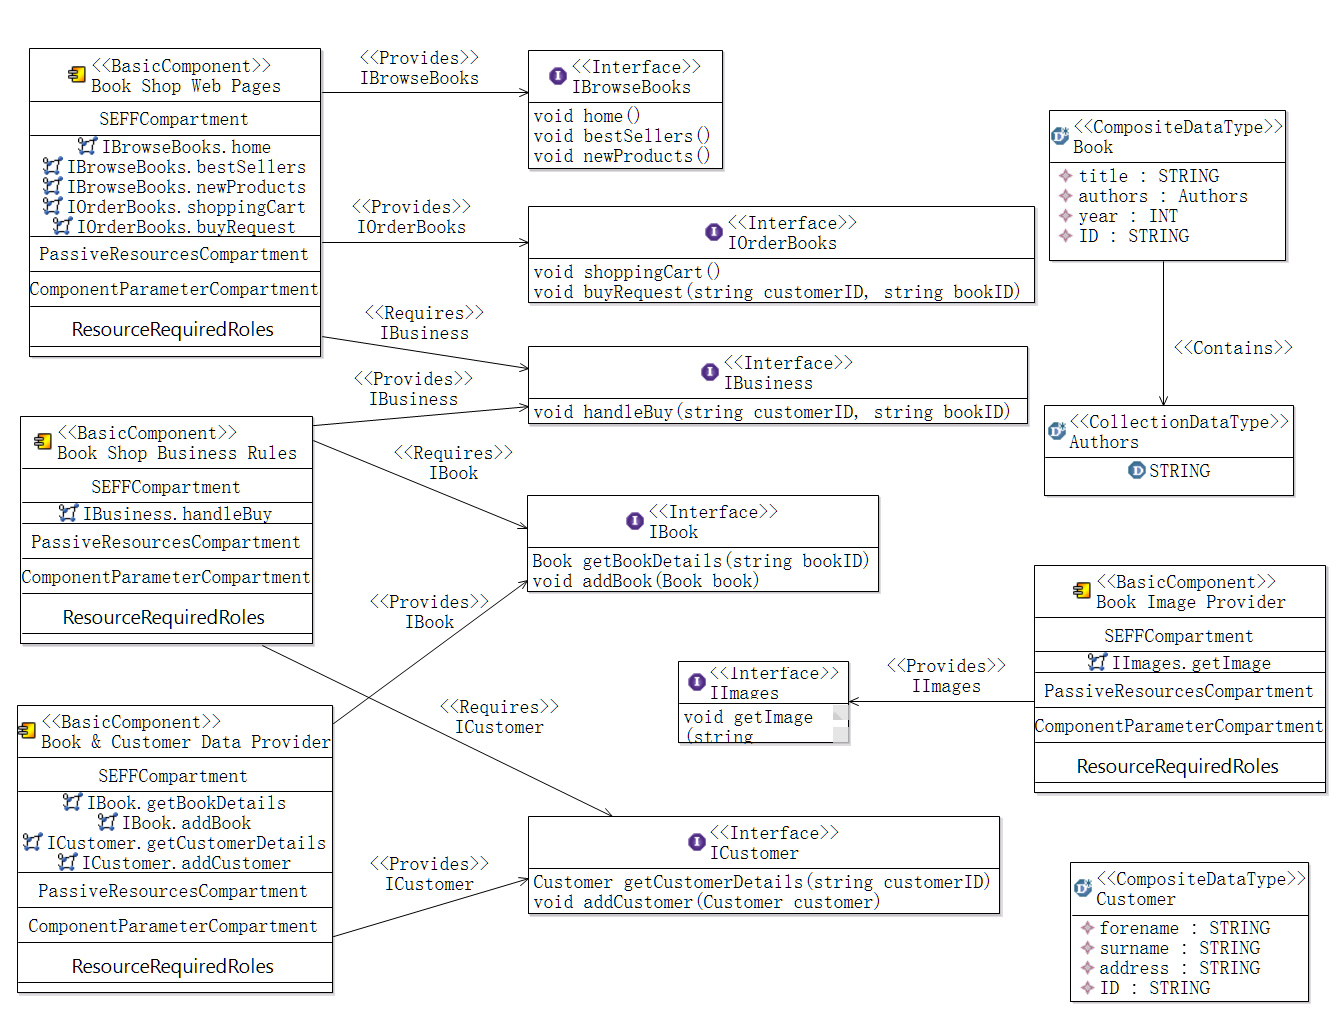 <<BasicComponent>>
Book Shop Web Pages
SEFFCompartment
IBrowseBooks.home
IBrowseBooks.bestSellers
IBrowseBooks.newProducts
IOrderBooks.shoppingCart
IOrderBooks.buyRequest
PassiveResourcesCompartment
ComponentParameterCompartment
ResourceRequiredRoles
<<Provides>>
IBrowseBooks
<<Provides>>
IOrderBooks
<<Requires>>
IBusiness
<<Provides>>
IBusiness
<<Requires>>
IBook
<<Provides>>
IBook
<<Requires>>
ICustomer
<<Provides>>
ICustomer
<<Interface>>
IBrowseBooks
void home()
void bestSellers()
void newProducts()
<<Interface>>
IOrderBooks
void shoppingCart()
void buyRequest(string customerID, string bookID)
<<Interface>>
IBusiness
void handleBuy(string customerID, string bookID)
<<BasicComponent>>
Book Shop Business Rules
SEFFCompartment
IBusiness.handleBuy
PassiveResourcesCompartment
ComponentParameterCompartment
ResourceRequiredRoles
<<Interface>>
IBook
Book getBookDetails(string bookID)
void addBook(Book book)
<<BasicComponent>>
Book & Customer Data Provider
SEFFCompartment
IBook.getBookDetails
IBook.addBook
ICustomer.getCustomerDetails
ICustomer.addCustomer
PassiveResourcesCompartment
ComponentParameterCompartment
ResourceRequiredRoles
<<Interface>>
IImages
void getImage
(string
<<Provides>>
IImages
<<Interface>>
ICustomer
Customer getCustomerDetails(string customerID)
void addCustomer(Customer customer)
<<CompositeDataType>>
Book
title : STRING
authors : Authors
year : INT
ID : STRING
<<Contains>>
<<CollectionDataType>>
Authors
STRING
<<BasicComponent>>
Book Image Provider
SEFFCompartment
IImages.getImage
PassiveResourcesCompartment
ComponentParameterCompartment
ResourceRequiredRoles
<<CompositeDataType>>
Customer
forename : STRING
surname : STRING
address : STRING
ID : STRING